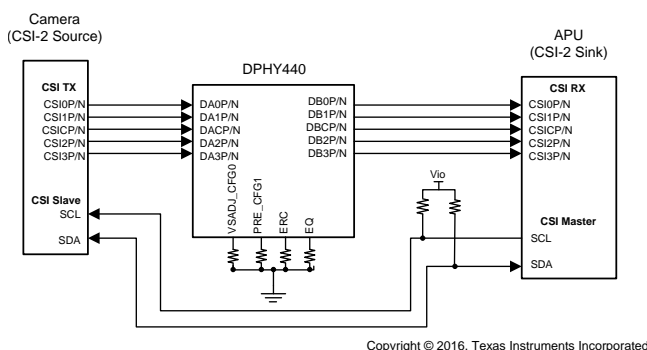 Camera
(CSI-2 Source)
APU
(CSI-2 Sink)
DPHY440
CSI TX
CSI0P/N
CSI1P/N
CSICP/N
CSI2P/N
CSI3P/N
CSI Slave
SCL
SDA
DA0P/N
DA1P/N
DACP/N
DA2P/N
DA3P/N
DB0P/N
DB1P/N
DBCP/N
DB2P/N
DB3P/N
VSADJ_CFG0
PRE_CFG1
ERC
EQ
Vio
CSI RX
CSI0P/N
CSI1P/N
CSICP/N
CSI2P/N
CSI3P/N
CSI Master
SCL
SDA
Copyright © 2016, Texas Instruments Incorporated